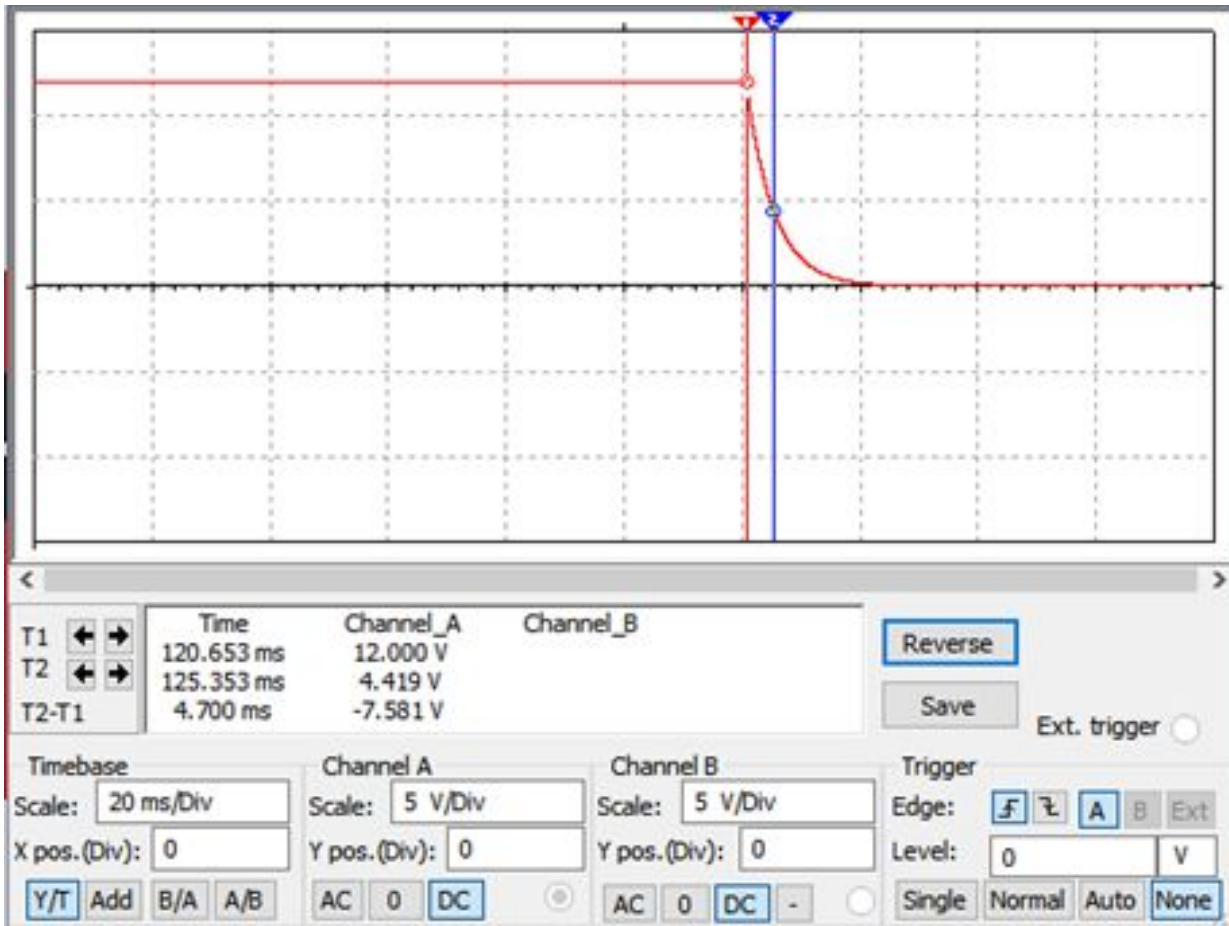 1 2
< >
Time Channel_A Channel_B
T1 120.653 ms 12.000 V
T2 125.353 ms 4.419 V
T2-T1 4.700 ms -7.581 V
Reverse
Save
Ext. trigger
Timebase Channel A Channel B Trigger
Scale: 20 ms/Div Scale: 5 V/Div Scale: 5 V/Div Edge: A B Ext
X pos.(Div): 0 Y pos.(Div): 0 Y pos.(Div): 0 Level: 0 V
Y/T Add B/A A/B AC 0 DC AC 0 DC - Single Normal Auto None